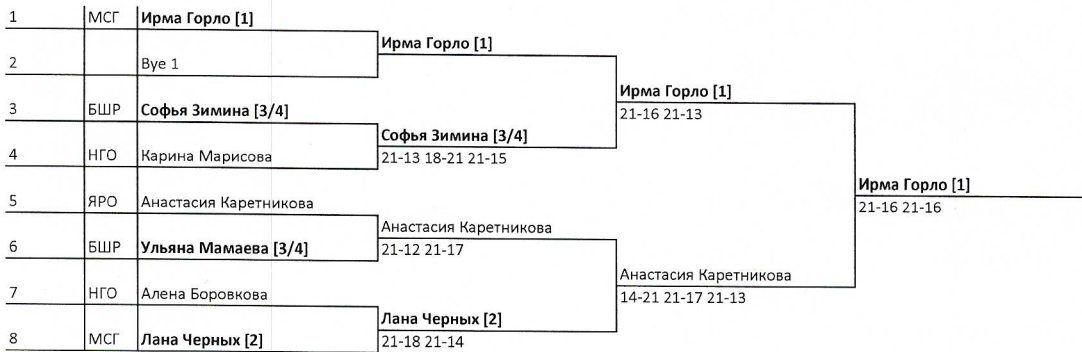 1 МСГ Ирма Горло [1]
Ирма Горло [1]
2 Bye 1
Ирма Горло [1]
3 БШР Софья Зимина [3/4]
21-16 21-13
Софья Зимина [3/4]
4 НГО Карина Марисова
21-13 18-21 21-15
Ирма Горло [1]
5 ЯРО Анастасия Каретникова
21-16 21-16
Анастасия Каретникова
6 БШР Ульяна Мамаева [3/4]
21-12 21-17
Анастасия Каретникова
7 НГО Алена Боровкова
14-21 21-17 21-13
Лана Черных [2]
8 МСГ Лана Черных [2]
21-18 21-14